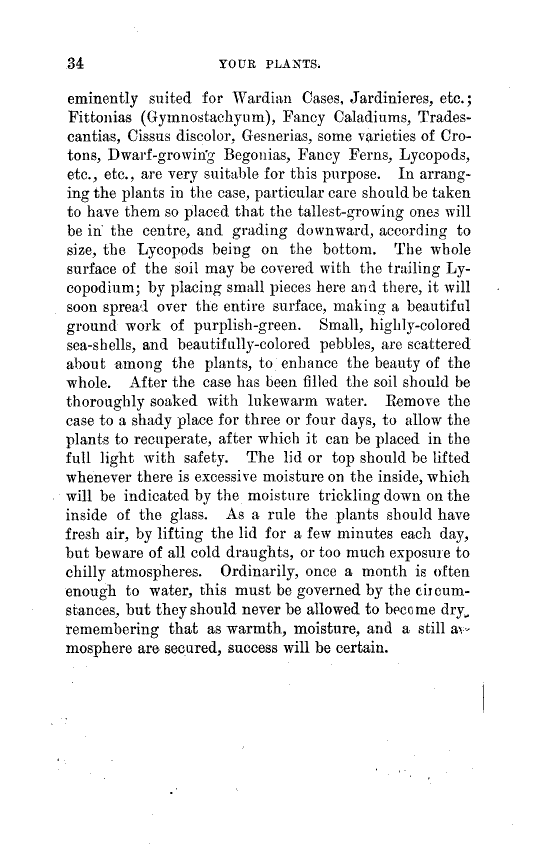 34 YOUR PLANTS.
eminently suited for Wardian Cases, Jardinieres, etc.;
Fittonias (Gymnostachyum), Fancy Caladiums, Trades-
cantias, Cissus discolor, Gesnerias, some varieties of Cro-
tons, Dwarf-growing Begonias, Fancy Ferns, Lycopods,
etc., etc., are very suitable for this purpose. In arrang-
ing the plants in the case, particular care should be taken
to have them so placed that the tallest-growing ones will
be in the centre, and grading downward, according to
size, the Lycopods being on the bottom. The whole
surface of the soil may be covered with the trailing Ly-
copodium; by placing small pieces here and there, it will
soon spread over the entire surface, making a beautiful
ground work of purplish-green. Small, highly-colored
sea-shells, and beautifully-colored pebbles, are scattered
about among the plants, to enhance the beauty of the
whole. After the case has been filled the soil should be
thoroughly soaked with lukewarm water. Remove the
case to a shady place for three or four days, to allow the
plants to recuperate, after which it can be placed in the
full light with safety. The lid or top should be lifted
whenever there is excessive moisture on the inside, which
will be indicated by the moisture trickling down on the
inside of the glass. As a rule the plants should have
fresh air, by lifting the lid for a few minutes each day,
but beware of all cold draughts, or too much exposure to
chilly atmospheres. Ordinarily, once a month is often
enough to water, this must be governed by the circum-
stances, but they should never be allowed to become dry,
remembering that as warmth, moisture, and a still at-
mosphere are secured, success will be certain.